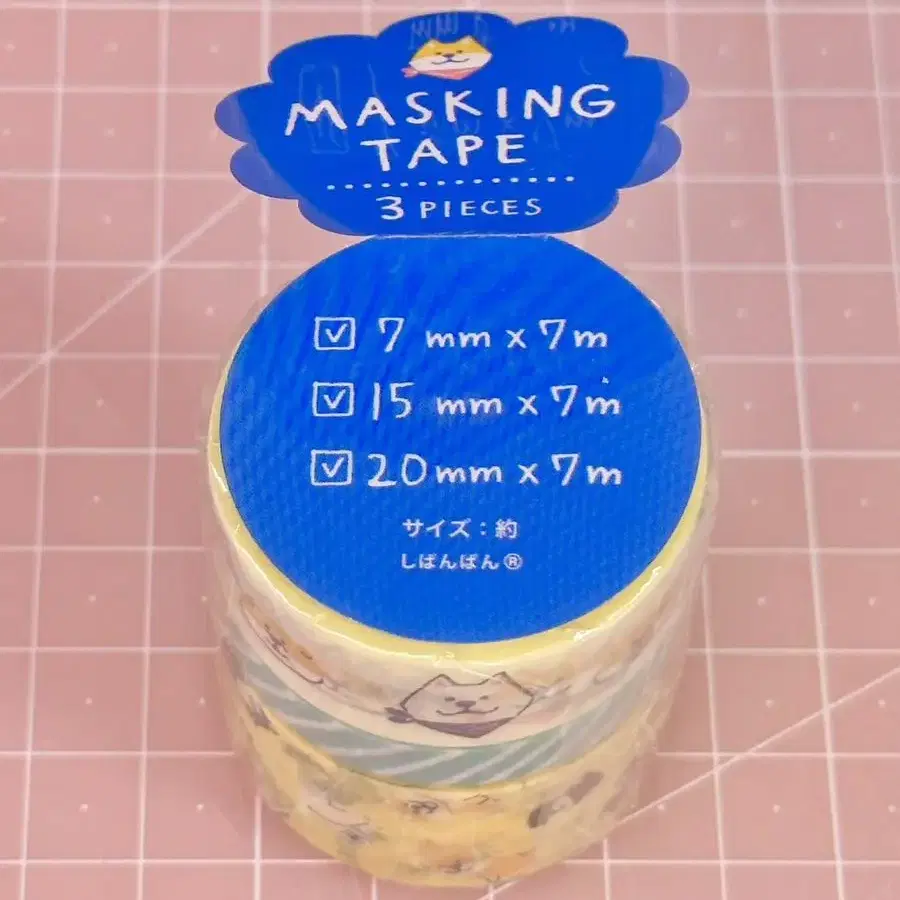 MASKING
TAPE
3 PIECES
7 mm x 7m
15 mm x 7m
20mm x 7m
サイズ：約
しばんばん®